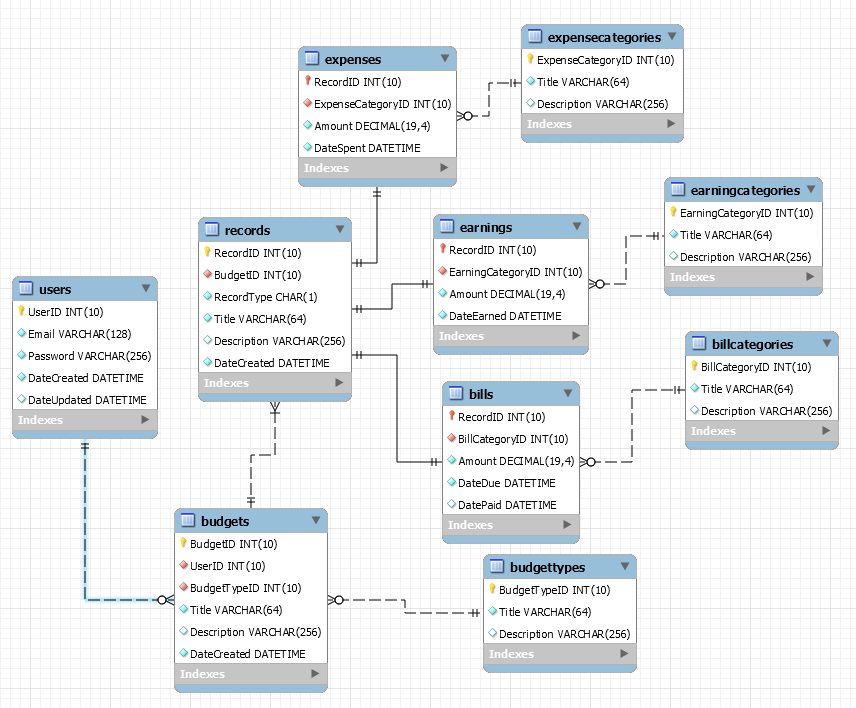 expensecategories
ExpenseCategoryID INT(10)
Title VARCHAR(64)
Description VARCHAR(256)
Indexes
expenses
RecordID INT(10)
ExpenseCategoryID INT(10)
Amount DECIMAL(19,4)
DateSpent DATETIME
Indexes
earningcategories
EarningCategoryID INT(10)
Title VARCHAR(64)
Description VARCHAR(256)
Indexes
records
RecordID INT(10)
BudgetID INT(10)
RecordType CHAR(1)
Title VARCHAR(64)
Description VARCHAR(256)
DateCreated DATETIME
Indexes
earnings
RecordID INT(10)
EarningCategoryID INT(10)
Amount DECIMAL(19,4)
DateEarned DATETIME
Indexes
users
UserID INT(10)
Email VARCHAR(128)
Password VARCHAR(256)
DateCreated DATETIME
DateUpdated DATETIME
Indexes
billcategories
BillCategoryID INT(10)
Title VARCHAR(64)
Description VARCHAR(256)
Indexes
bills
RecordID INT(10)
BillCategoryID INT(10)
Amount DECIMAL(19,4)
DateDue DATETIME
DatePaid DATETIME
Indexes
budgets
BudgetID INT(10)
UserID INT(10)
BudgetTypeID INT(10)
Title VARCHAR(64)
Description VARCHAR(256)
DateCreated DATETIME
Indexes
budgettypes
BudgetTypeID INT(10)
Title VARCHAR(64)
Description VARCHAR(256)
Indexes